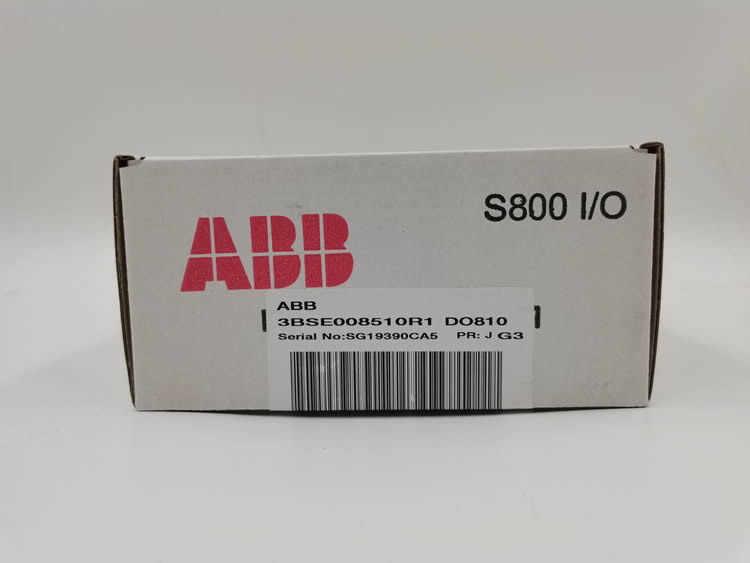 S800 I/O
ABB
ABB
3BSE008510R1 DO810
Serial No:SG19390CA5 PR: J G3